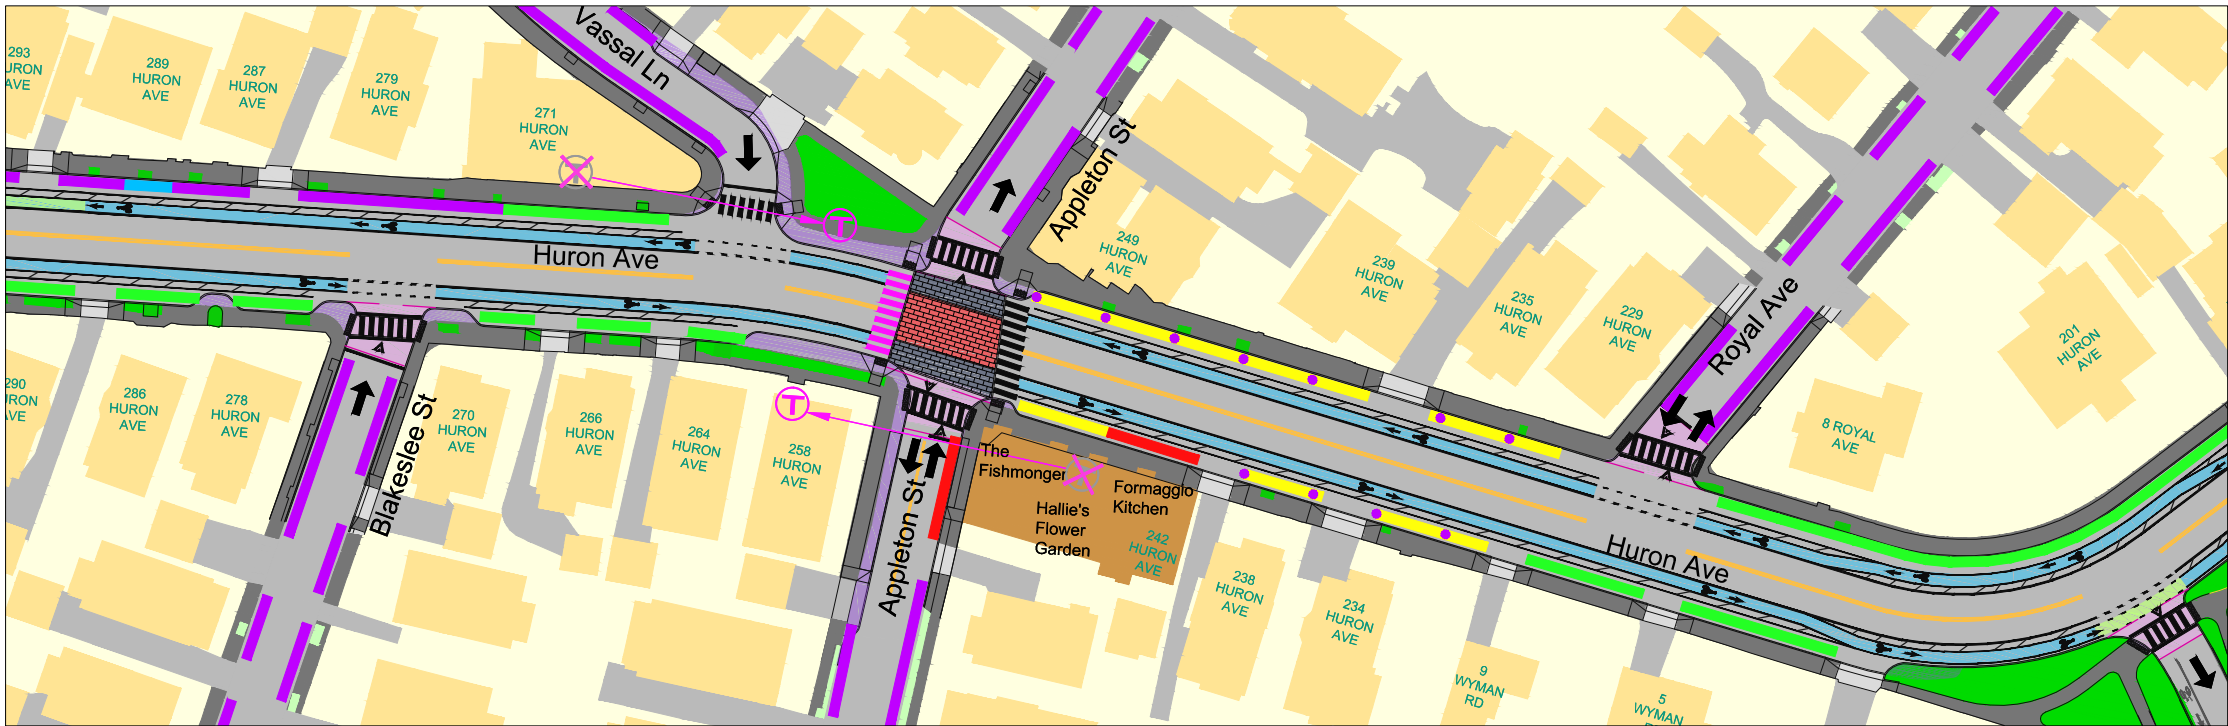 293
HURON
AVE
289
HURON
AVE
287
HURON
AVE
279
HURON
AVE
271
HURON
AVE
Vassal Ln
Appleton St
249
HURON
AVE
239
HURON
AVE
235
HURON
AVE
229
HURON
AVE
Royal Ave
201
HURON
AVE
8 ROYAL
AVE
Huron Ave
T
T
T
290
HURON
AVE
286
HURON
AVE
278
HURON
AVE
Blakeslee St
270
HURON
AVE
266
HURON
AVE
264
HURON
AVE
258
HURON
AVE
Appleton St
The
Fishmonger
Hallie's
Flower
Garden
Formaggio
Kitchen
242
HURON
AVE
Huron Ave
238
HURON
AVE
234
HURON
AVE
9
WYMAN
RD
5
WYMAN